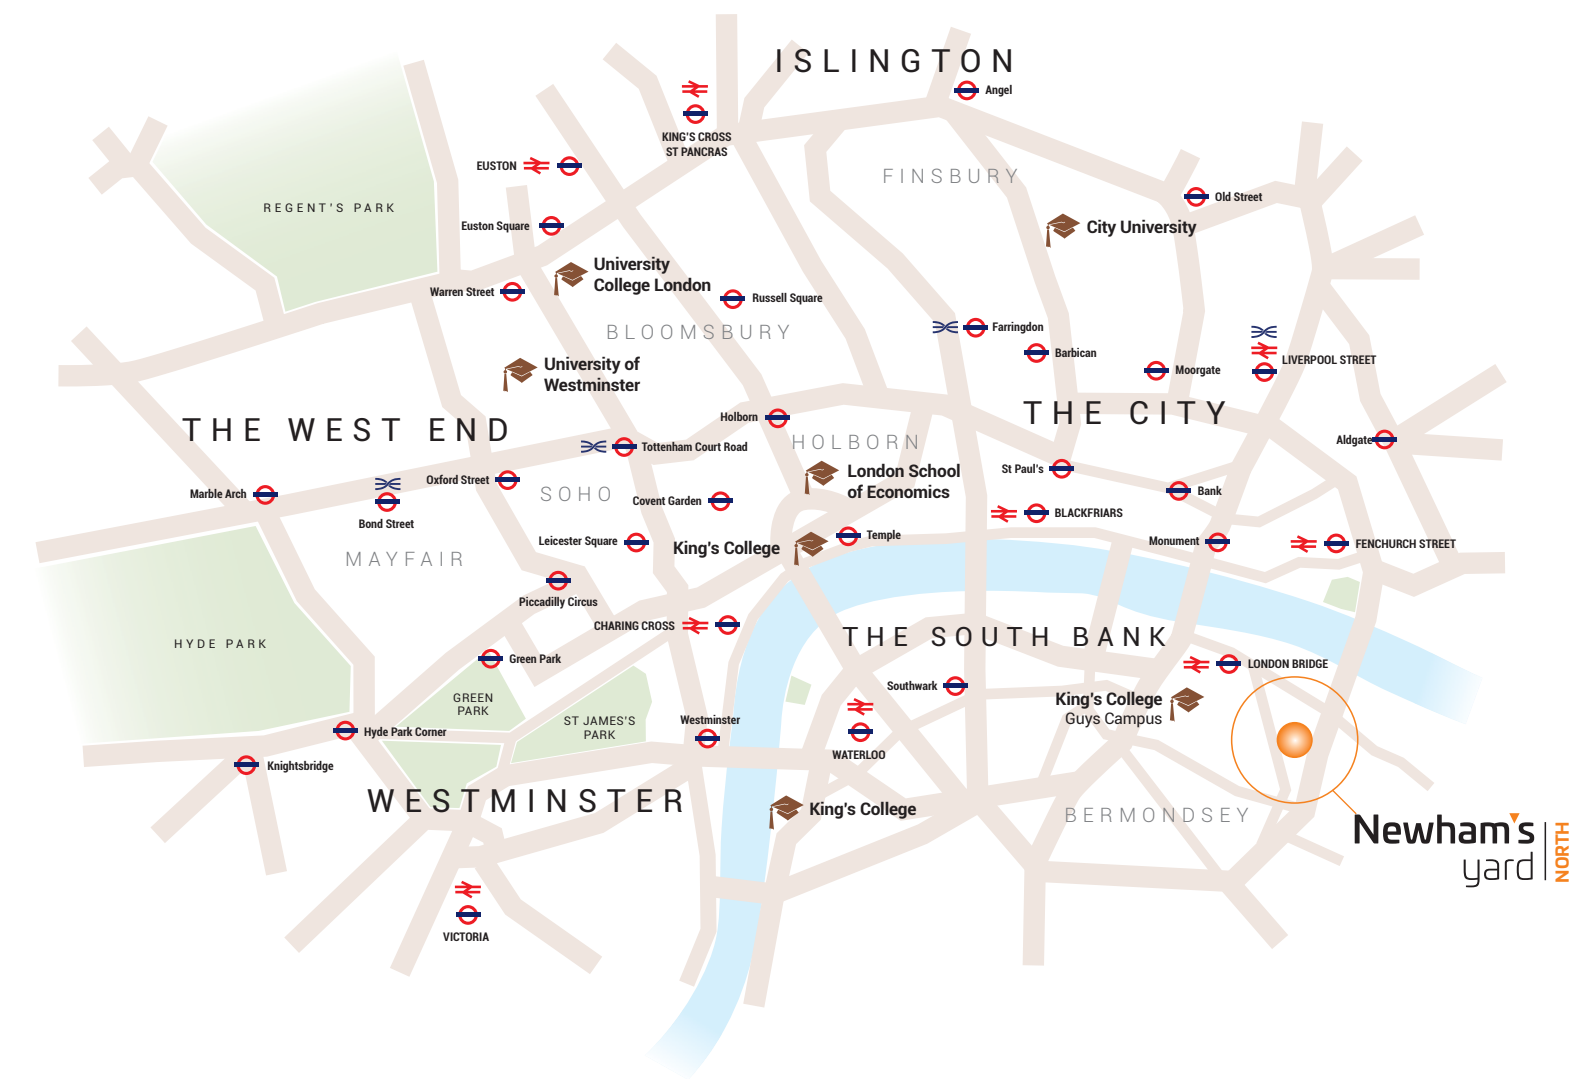 ISLINGTON
Angel
KING'S CROSS
ST PANCRAS
EUSTON
FINSBURY
Old Street
REGENT'S PARK
Euston Square
City University
University
College London
Warren Street
Russell Square
BLOOMSBURY
Farringdon
Barbican
LIVERPOOL STREET
Moorgate
University of
Westminster
THE WEST END
THE CITY
Holborn
HOLBORN
Aldgate
Tottenham Court Road
London School
of Economics
St Paul's
Oxford Street
SOHO
Marble Arch
Bank
Covent Garden
Bond Street
BLACKFRIARS
Temple
Leicester Square
King's College
Monument
FENCHURCH STREET
MAYFAIR
Piccadilly Circus
CHARING CROSS
THE SOUTH BANK
HYDE PARK
Green Park
LONDON BRIDGE
Southwark
GREEN
PARK
King's College
Guys Campus
ST JAMES'S
PARK
Westminster
Hyde Park Corner
WATERLOO
Knightsbridge
WESTMINSTER
King's College
BERMONDSEY
Newham's
yard
NORTH
VICTORIA